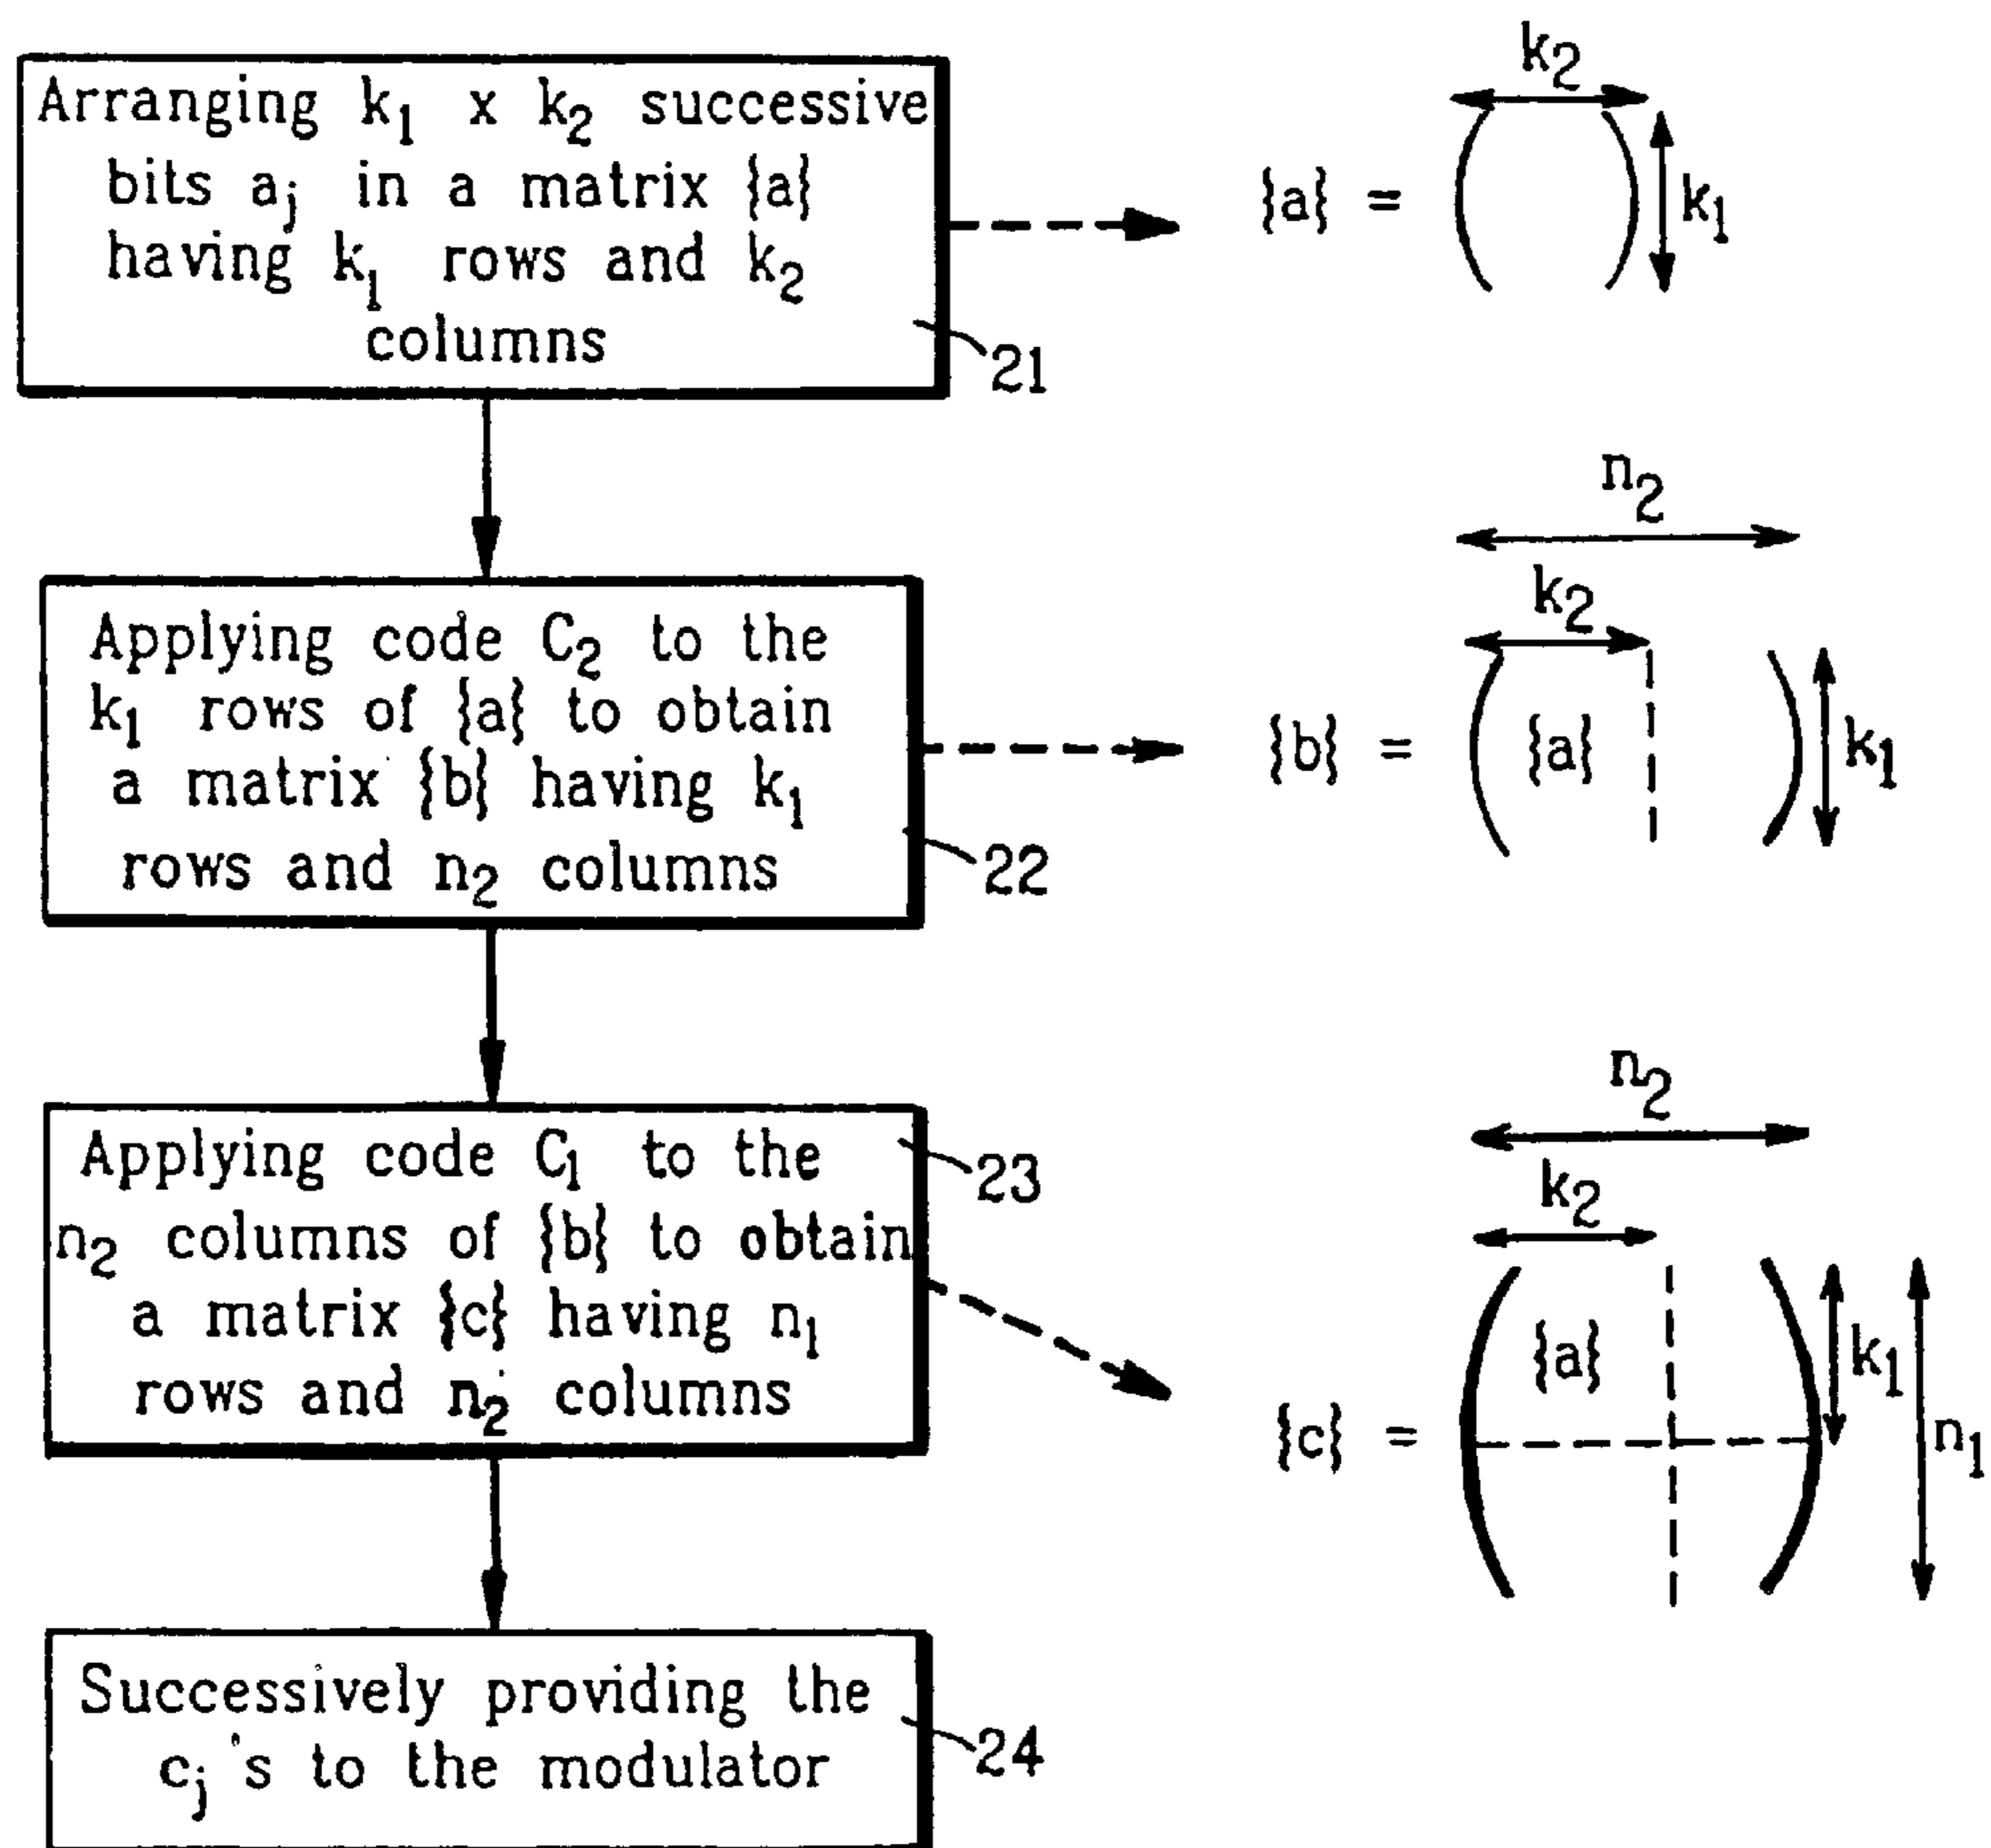 Arranging k₁ x k₂ successive
bits aⱼ in a matrix {a}
having k₁ rows and k₂
columns
21
k₂
{a} =
k₁
Applying code C₂ to the
k₁ rows of {a} to obtain
a matrix {b} having k₁
rows and n₂ columns
22
n₂
k₂
{b} =
{a}
k₁
Applying code C₁ to the
n₂ columns of {b} to obtain
a matrix {c} having n₁
rows and n₂ columns
23
n₂
k₂
{a}
k₁
{c} =
n₁
Successively providing the
cⱼ 's to the modulator
24